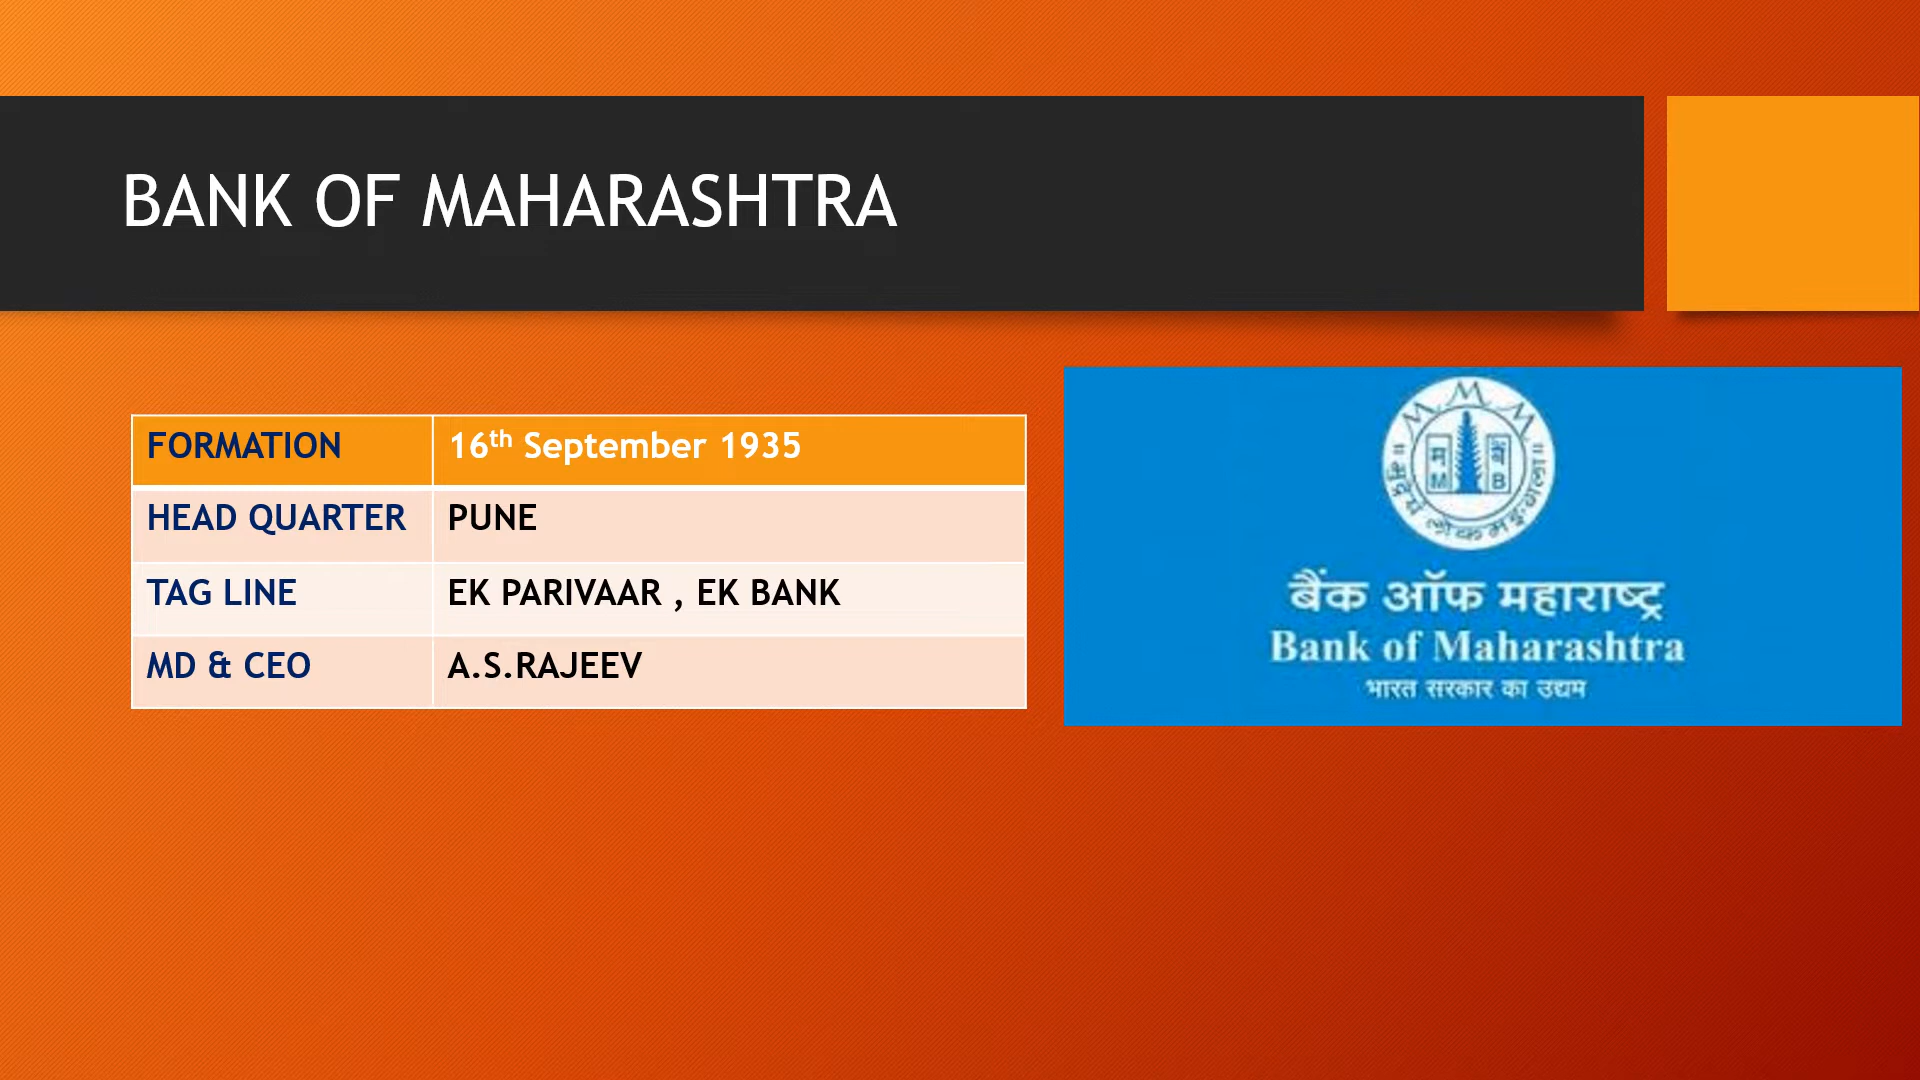 BANK OF MAHARASHTRA
FORMATION 16th September 1935
HEAD QUARTER PUNE
TAG LINE EK PARIVAAR , EK BANK
MD & CEO A.S.RAJEEV
M M M M
म बैं
M B
बैंक ऑफ महाराष्ट्र
Bank of Maharashtra
भारत सरकार का उद्यम